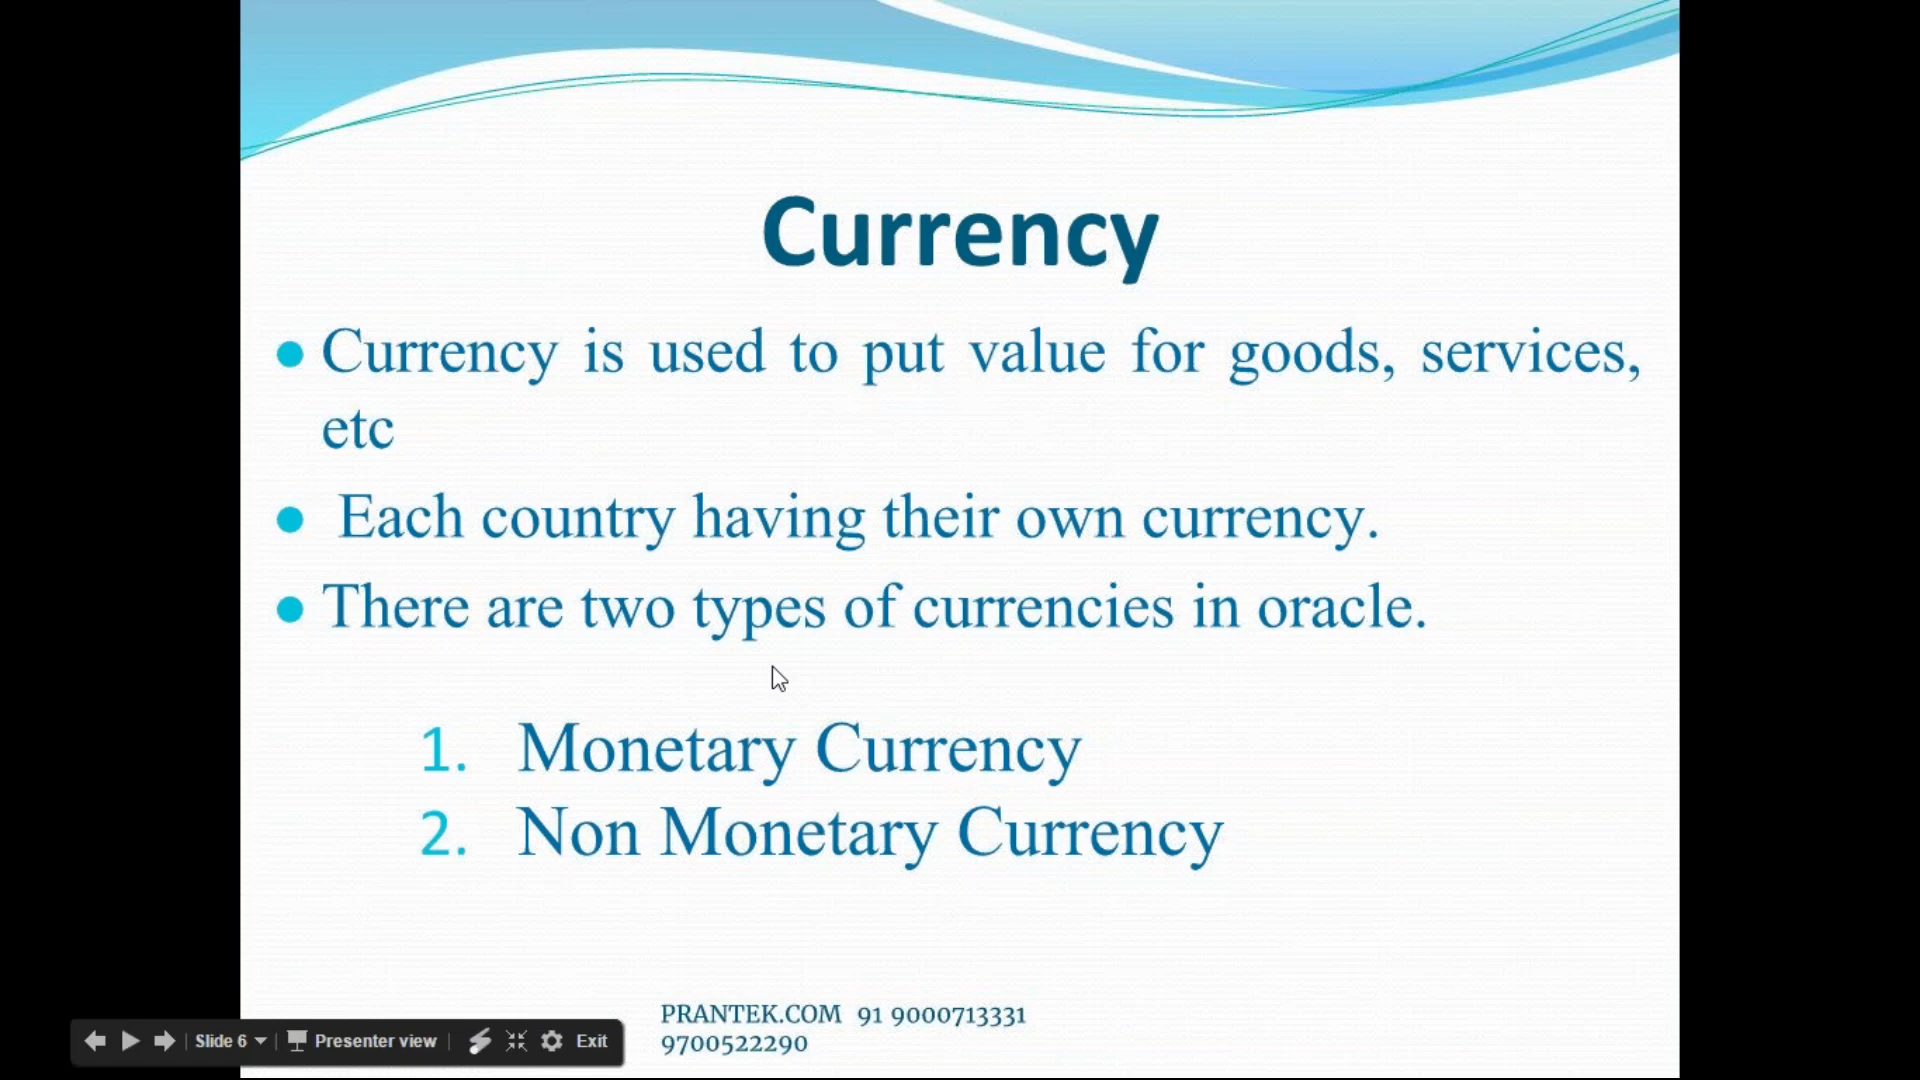 Currency
Currency is used to put value for goods, services,
etc
Each country having their own currency.
There are two types of currencies in oracle.
1. Monetary Currency
2. Non Monetary Currency
PRANTEK.COM 91 9000713331
9700522290
Slide 6 Presenter view Exit